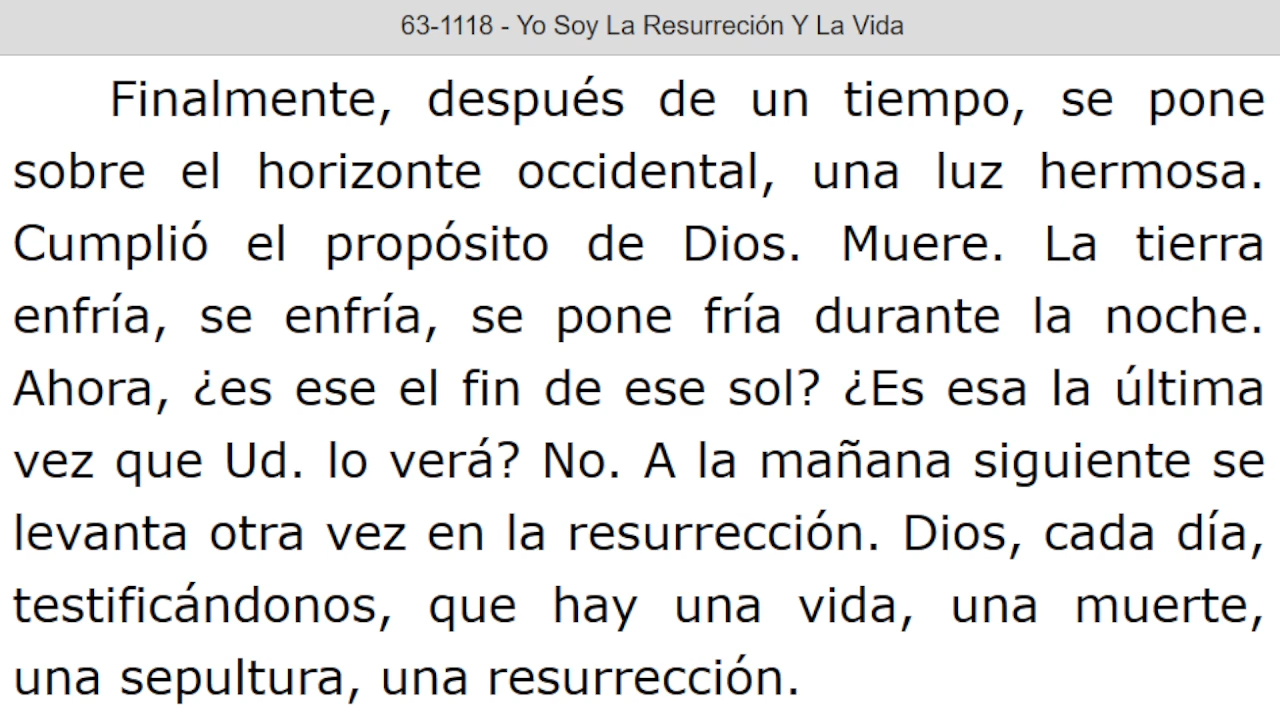 63-1118 - Yo Soy La Resurreción Y La Vida
Finalmente, después de un tiempo, se pone
sobre el horizonte occidental, una luz hermosa.
Cumplió el propósito de Dios. Muere. La tierra
enfría, se enfría, se pone fría durante la noche.
Ahora, ¿es ese el fin de ese sol? ¿Es esa la última
vez que Ud. lo verá? No. A la mañana siguiente se
levanta otra vez en la resurrección. Dios, cada día,
testificándonos, que hay una vida, una muerte,
una sepultura, una resurrección.